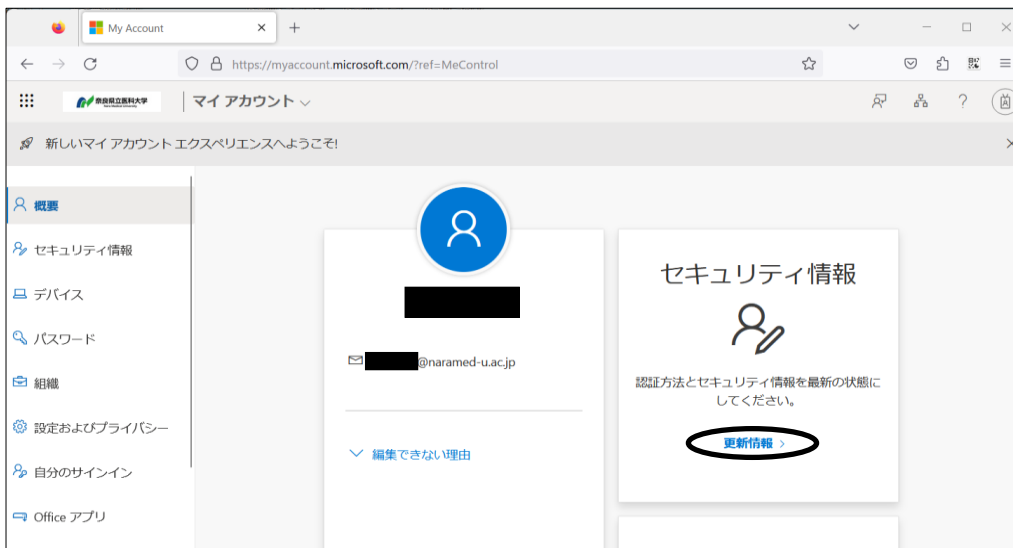 My Account
https://myaccount.microsoft.com/?ref=MeControl
奈良県立医科大学
マイ アカウント
新しいマイ アカウント エクスペリエンスへようこそ!
概要
セキュリティ情報
デバイス
パスワード
組織
設定およびプライバシー
自分のサインイン
Office アプリ
@naramed-u.ac.jp
編集できない理由
セキュリティ情報
認証方法とセキュリティ情報を最新の状態に
してください。
更新情報 >